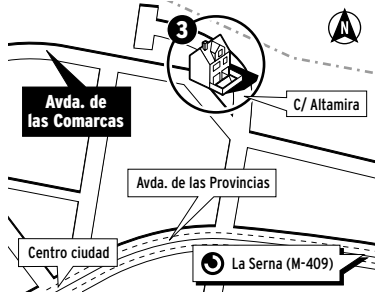 3
N
Avda. de
las Comarcas
C/ Altamira
Avda. de las Provincias
Centro ciudad
La Serna (M-409)